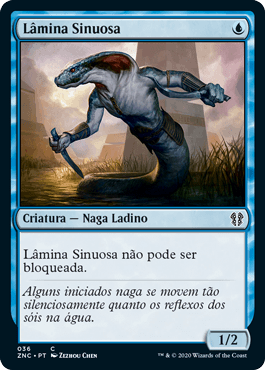 Lâmina Sinuosa
Criatura — Naga Ladino
Lâmina Sinuosa não pode ser
bloqueada.
Alguns iniciados naga se movem tão
silenciosamente quanto os reflexos dos
sóis na água.
1/2
036 C
ZNC • PT Zezhou Chen
™ & © 2020 Wizards of the Coast